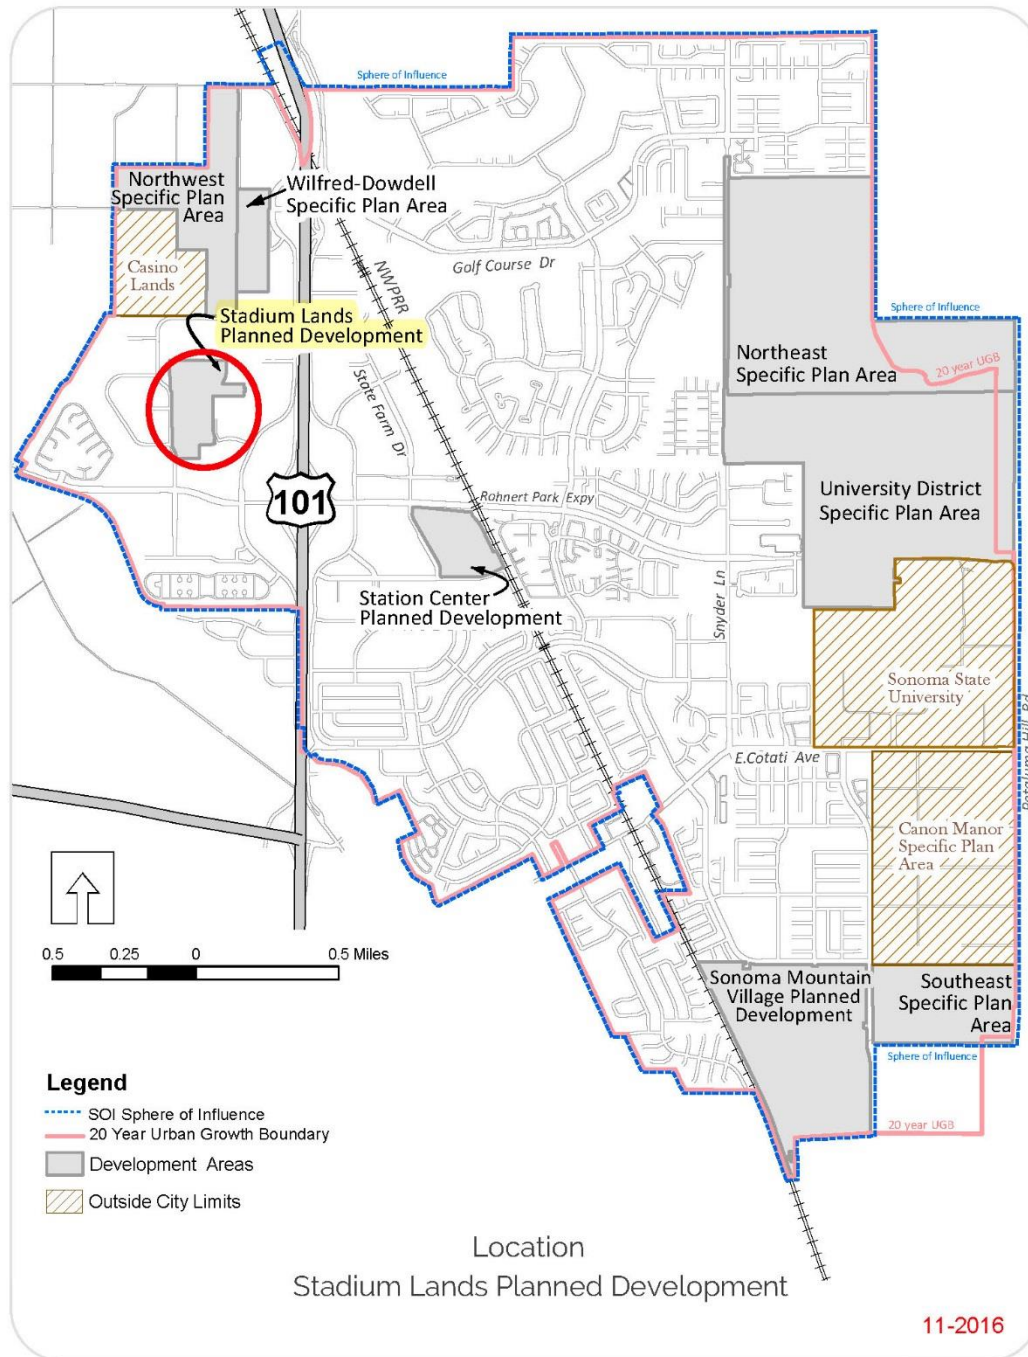 Sphere of Influence
Northwest
Specific Plan
Area
Wilfred-Dowdell
Specific Plan Area
Casino
Lands
Golf Course Dr
NWPRR
Stadium Lands
Planned Development
State Farm Dr
Sphere of Influence
20 year UGB
Northeast
Specific Plan Area
101
Rohnert Park Expy
University District
Specific Plan Area
Station Center
Planned Development
Snyder Ln
Sonoma State
University
Petaluma Hill Rd
E.Cotati Ave
Canon Manor
Specific Plan
Area
0.5 0.25 0 0.5 Miles
Sonoma Mountain
Village Planned
Development
Southeast
Specific Plan
Area
Sphere of Influence
20 year UGB
Legend
SOI Sphere of Influence
20 Year Urban Growth Boundary
Development Areas
Outside City Limits
Location
Stadium Lands Planned Development
11-2016